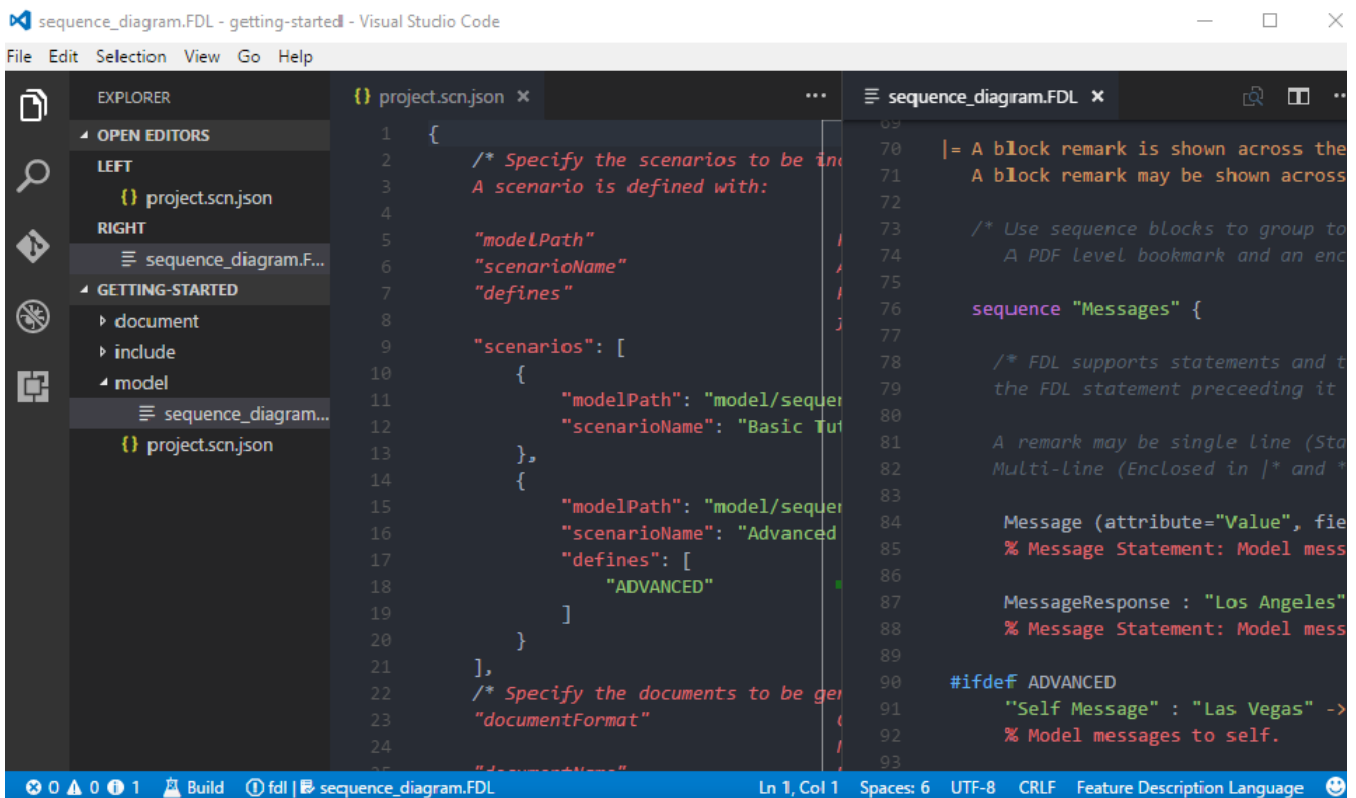 sequence_diagram.FDL - getting-started - Visual Studio Code
File Edit Selection View Go Help
EXPLORER
OPEN EDITORS
LEFT
{} project.scn.json
RIGHT
sequence_diagram.F...
GETTING-STARTED
document
include
model
sequence_diagram...
{} project.scn.json
{} project.scn.json ×
1 {
2 /* Specify the scenarios to be in
3 A scenario is defined with:
4
5 "modelPath"
6 "scenarioName"
7 "defines"
8
9 "scenarios": [
10 {
11 "modelPath": "model/sequen
12 "scenarioName": "Basic Tut
13 },
14 {
15 "modelPath": "model/sequen
16 "scenarioName": "Advanced
17 "defines": [
18 "ADVANCED"
19 ]
20 }
21 ],
22 /* Specify the documents to be gen
23 "documentFormat"
24
25 "documentName"
sequence_diagram.FDL ×
69
70 |= A block remark is shown across the
71 A block remark may be shown across
72
73 /* Use sequence blocks to group to
74 A PDF level bookmark and an enc
75
76 sequence "Messages" {
77
78 /* FDL supports statements and t
79 the FDL statement preceeding it
80
81 A remark may be single line (Sta
82 Multi-line (Enclosed in |* and *
83
84 Message (attribute="Value", fie
85 % Message Statement: Model mess
86
87 MessageResponse : "Los Angeles"
88 % Message Statement: Model mess
89
90 #ifdef ADVANCED
91 "Self Message" : "Las Vegas" ->
92 % Model messages to self.
93
0 0 1 Build fdl | sequence_diagram.FDL Ln 1, Col 1 Spaces: 6 UTF-8 CRLF Feature Description Language